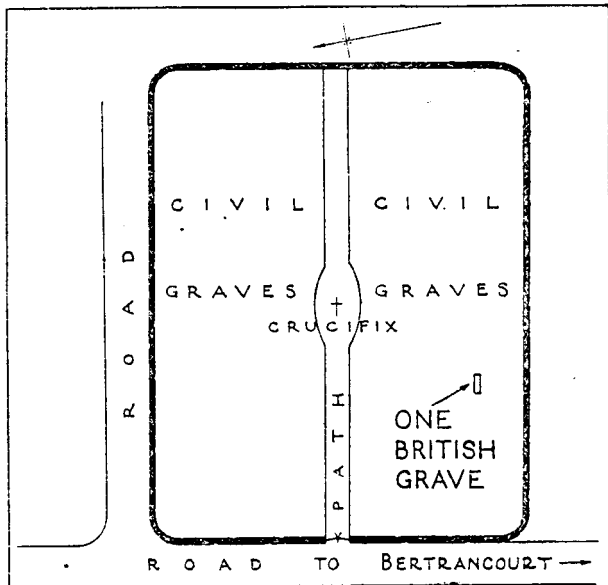 CIVIL CIVIL
GRAVES GRAVES
CRUCIFIX
ROAD
PATH
ONE
BRITISH
GRAVE
ROAD TO BERTRANCOURT